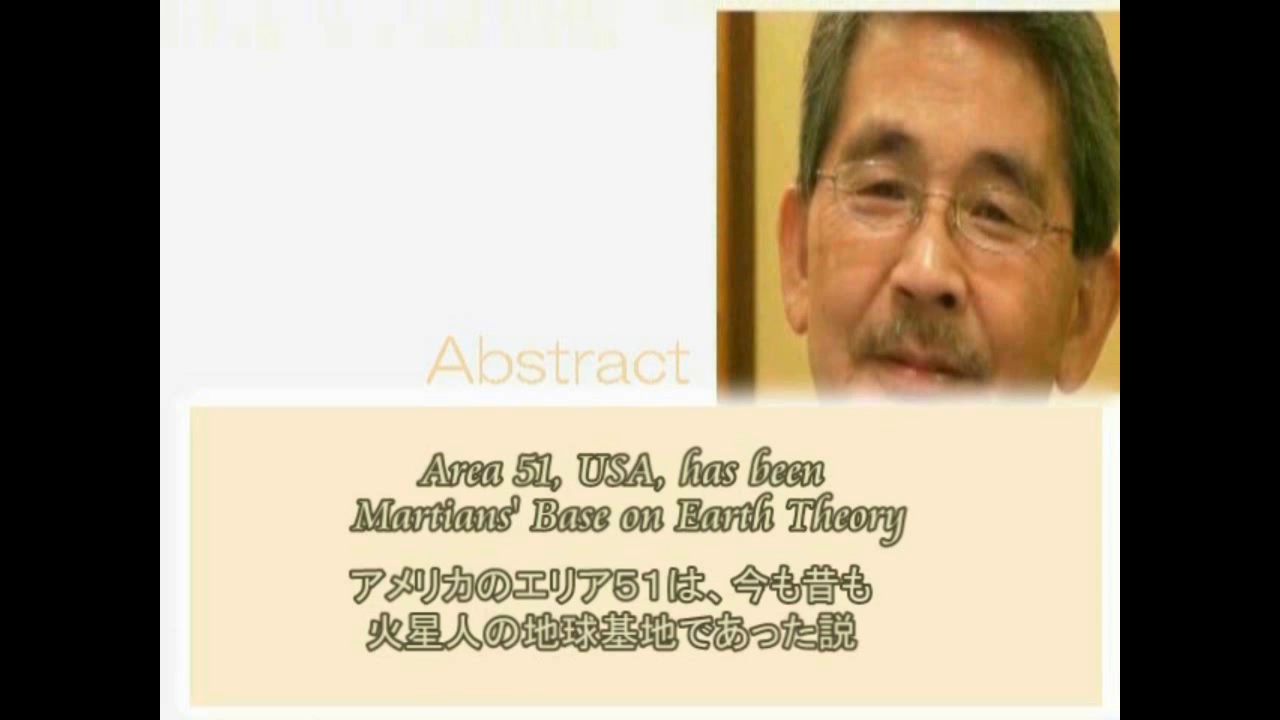 Abstract
Area 51, USA, has been
Martians' Base on Earth Theory
アメリカのエリア５１は、今も昔も
火星人の地球基地であった説